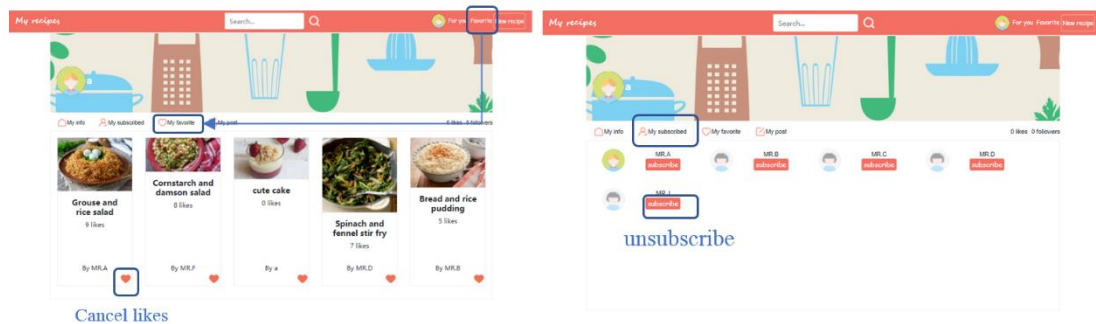 My recipes
Search...
For you Favorite New recipe
My info My subscribed My favorite My post
likes followers
Grouse and
rice salad
9 likes
By MR.A
Cornstarch and
damson salad
8 likes
By MR.F
cute cake
0 likes
By a
Spinach and
fennel stir fry
7 likes
By MR.D
Bread and rice
pudding
5 likes
By MR.B
Cancel likes
My recipes
Search...
For you Favorite New recipe
My info My subscribed My favorite My post
0 likes 0 followers
MR.A
subscribe
MR.B
subscribe
MR.C
subscribe
MR.D
subscribe
subscribe
unsubscribe